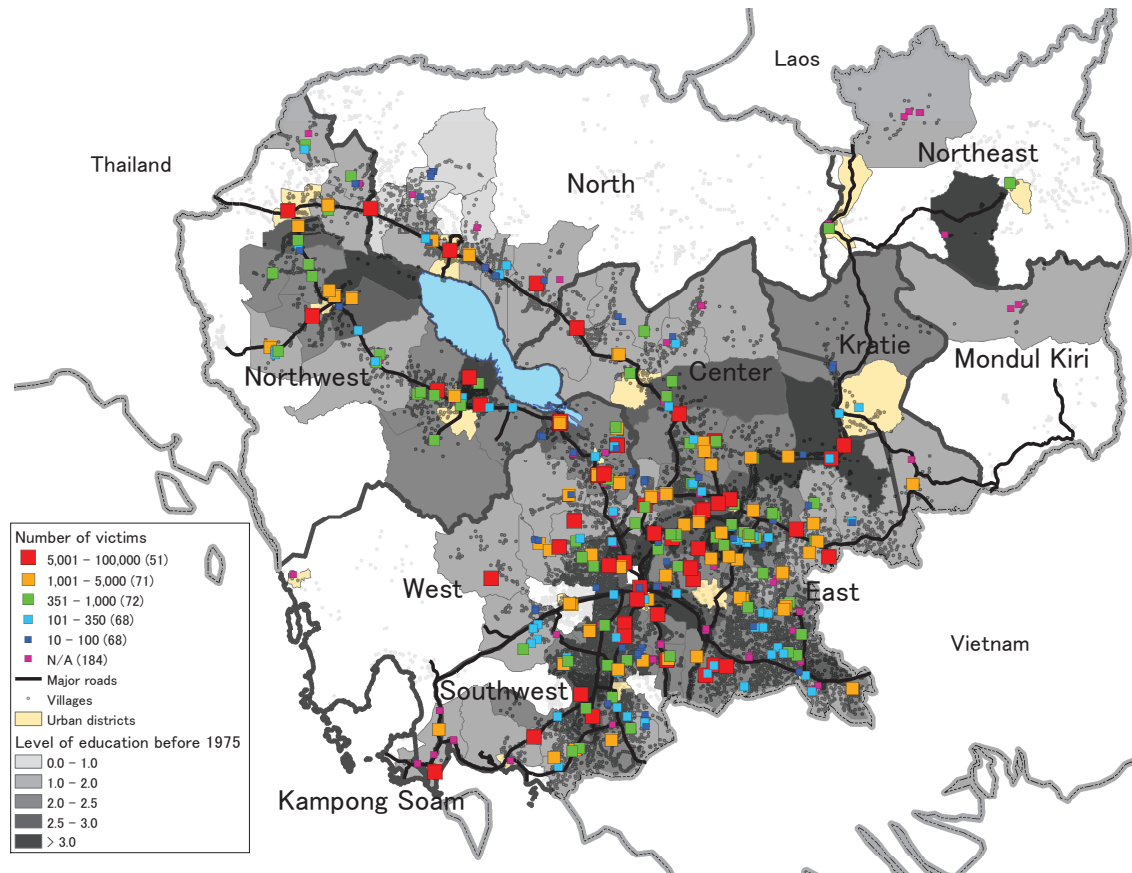 Laos
Thailand
Northeast
North
Kratie
Mondul Kiri
Center
Northwest
West
East
Vietnam
Southwest
Kampong Soam
Number of victims
5,001 - 100,000 (51)
1,001 - 5,000 (71)
351 - 1,000 (72)
101 - 350 (68)
10 - 100 (68)
N/A (184)
Major roads
Villages
Urban districts
Level of education before 1975
0.0 - 1.0
1.0 - 2.0
2.0 - 2.5
2.5 - 3.0
> 3.0